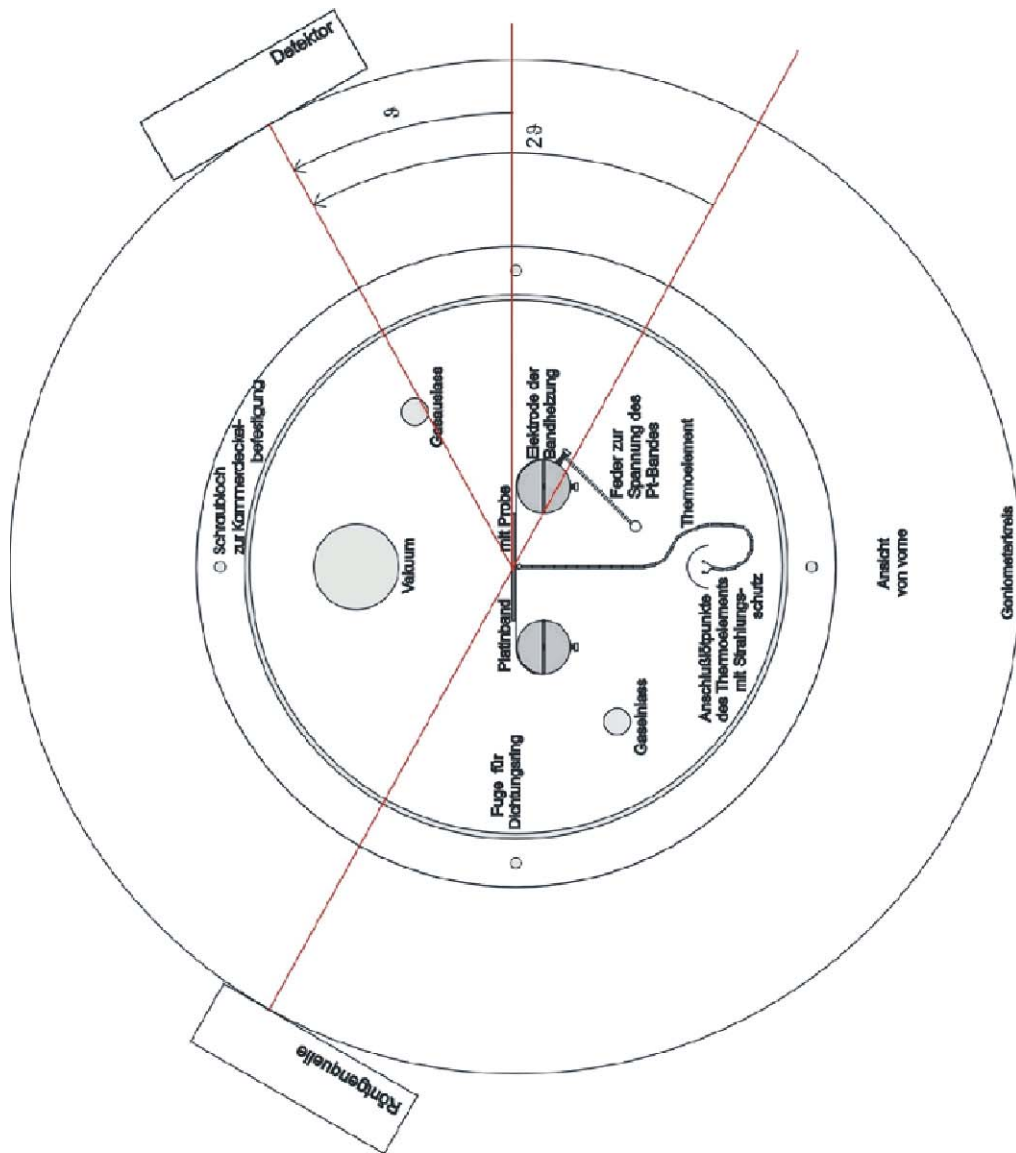 Röntgenquelle
Detektor
ϑ
2ϑ
Schraubloch
zur Kammerdeckel-
befestigung
Vakuum
Gasauslass
Platinband
mit Probe
Elektrode der
Bandheizung
Fuge für
Dichtungsring
Feder zur
Spannung des
Pt-Bandes
Thermoelement
Gaseinlass
Anschlußlötpunkte
des Thermoelements
mit Strahlungs-
schutz
Ansicht
von vorne
Goniometerkreis